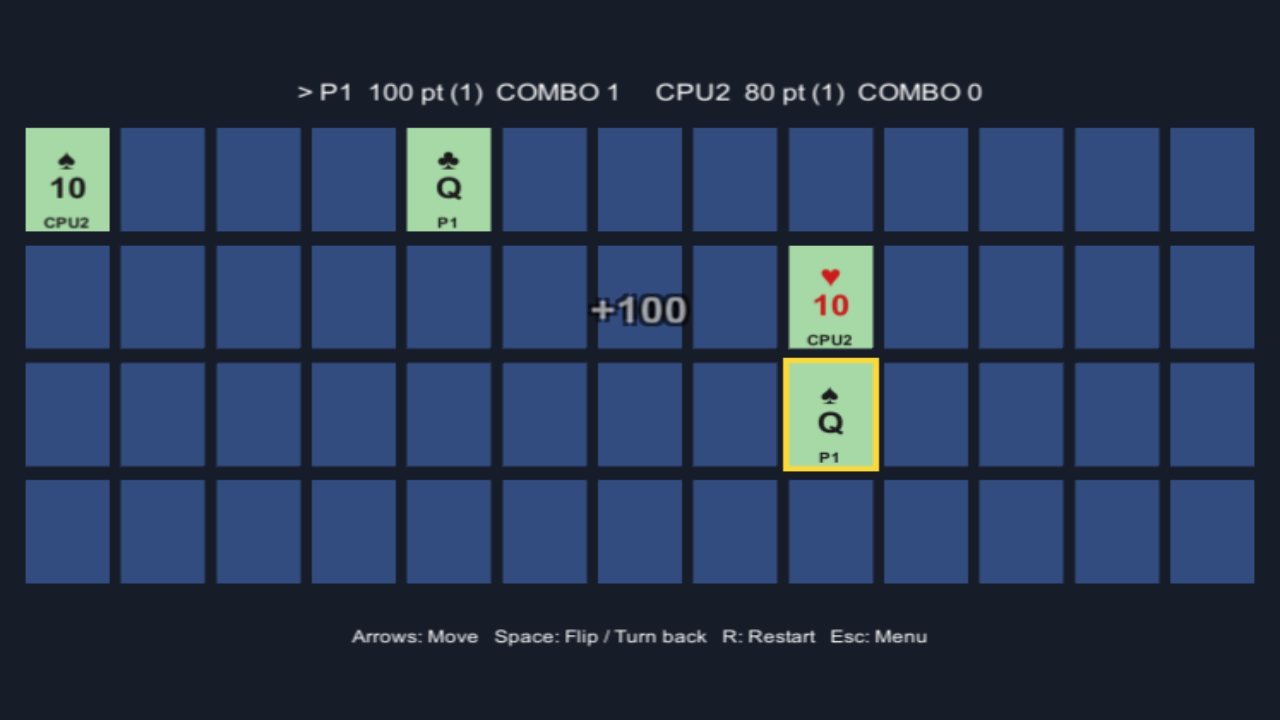 > P1 100 pt (1) COMBO 1 CPU2 80 pt (1) COMBO 0
♠ ♣
10 Q
CPU2 P1
♥
10
+100
CPU2
♠
Q
P1
Arrows: Move Space: Flip / Turn back R: Restart Esc: Menu